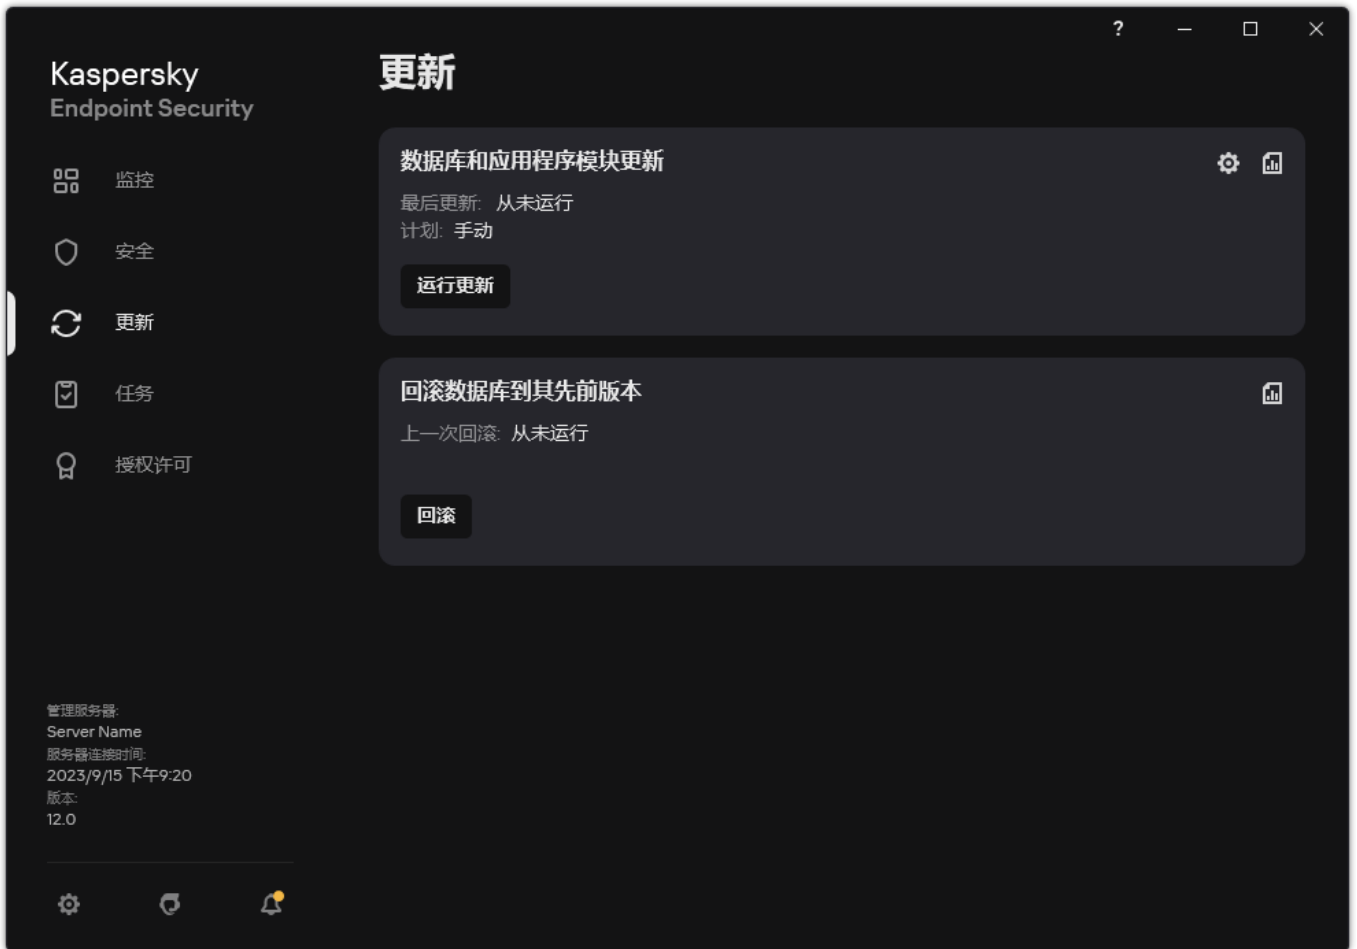 ?
Kaspersky
Endpoint Security
监控
安全
更新
任务
授权许可
管理服务器:
Server Name
服务器连接时间:
2023/9/15 下午9:20
版本:
12.0
更新
数据库和应用程序模块更新
最后更新: 从未运行
计划: 手动
运行更新
回滚数据库到其先前版本
上一次回滚: 从未运行
回滚